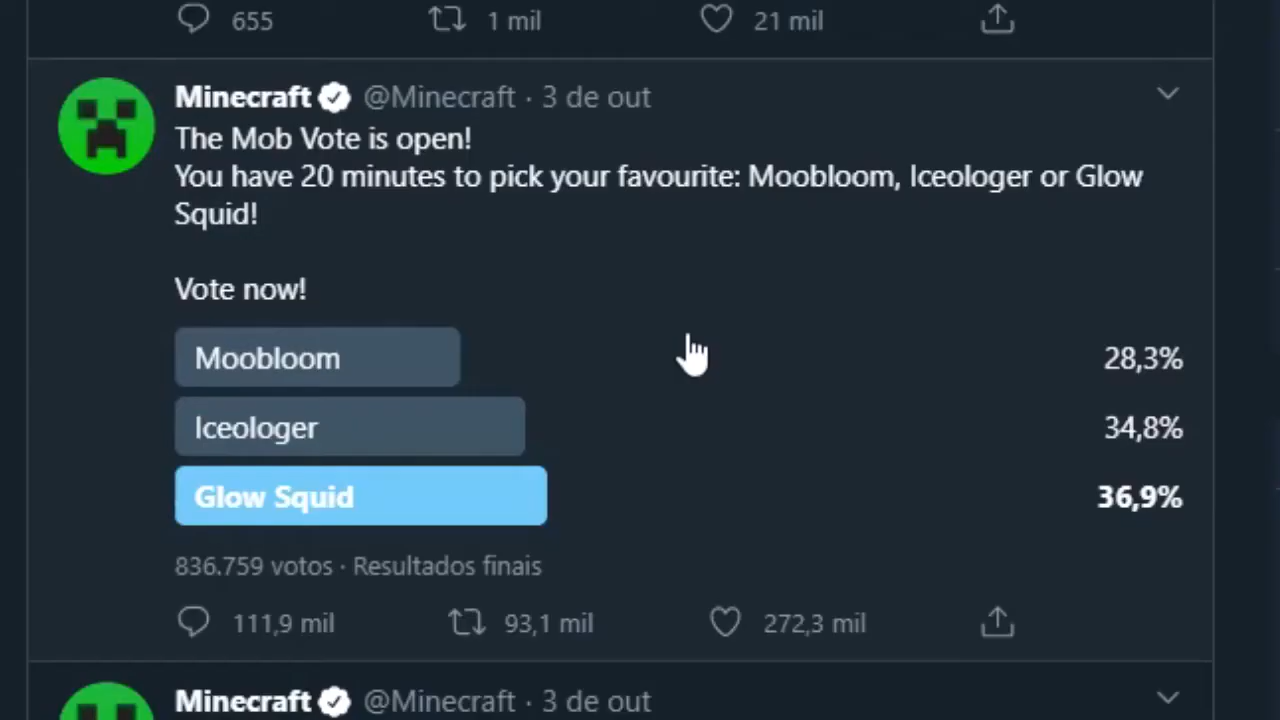 655 1 mil 21 mil
Minecraft @Minecraft · 3 de out
The Mob Vote is open!
You have 20 minutes to pick your favourite: Moobloom, Iceologer or Glow
Squid!
Vote now!
Moobloom 28,3%
Iceologer 34,8%
Glow Squid 36,9%
836.759 votos · Resultados finais
111,9 mil 93,1 mil 272,3 mil
Minecraft @Minecraft · 3 de out